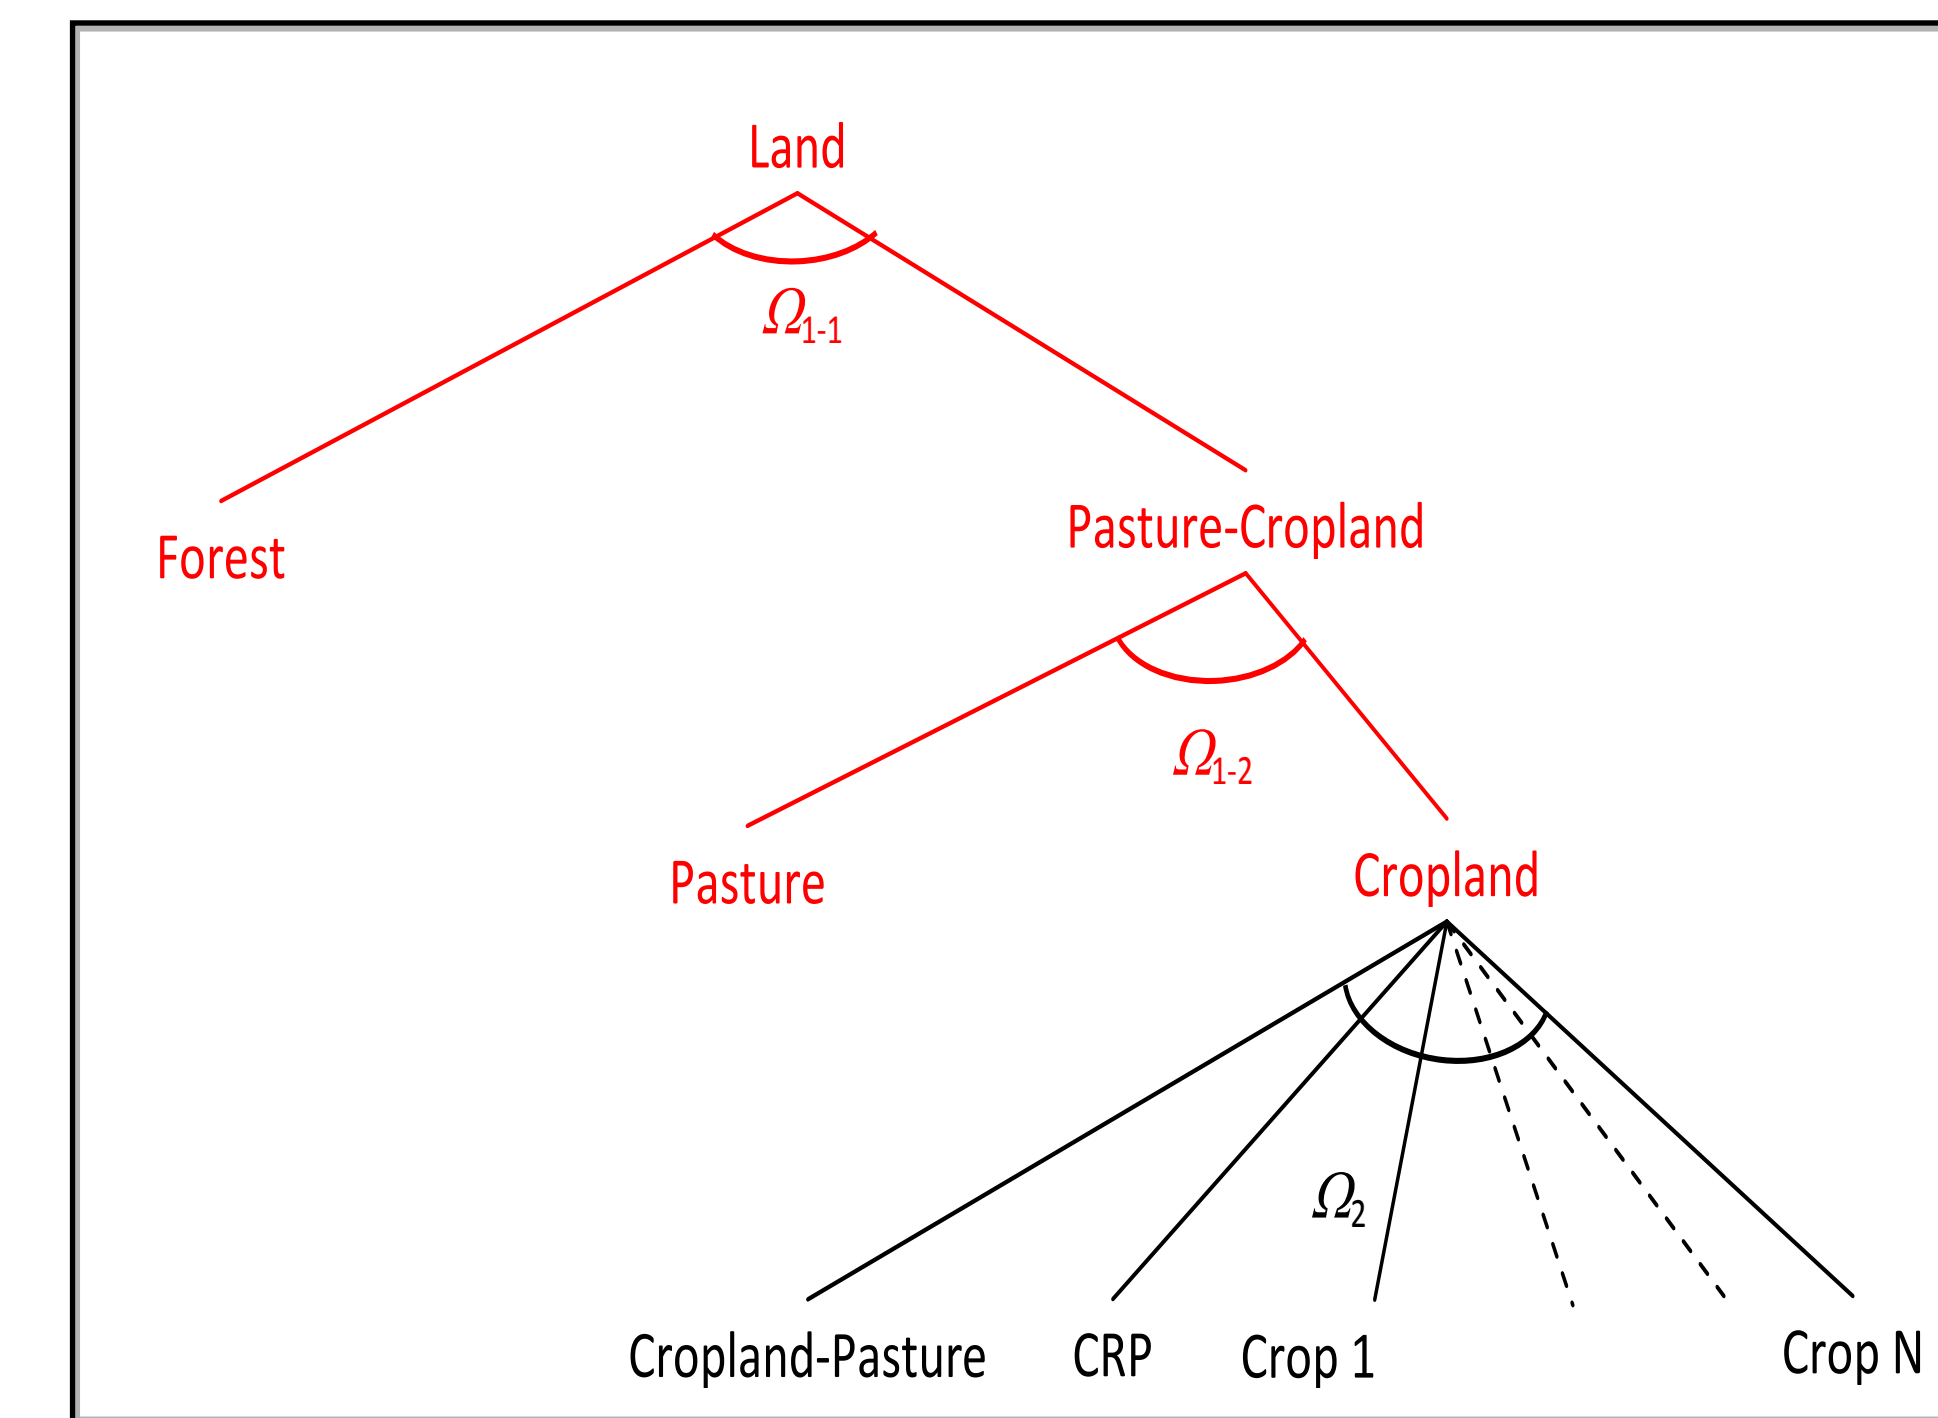 Land
Ω1-1
Forest
Pasture-Cropland
Ω1-2
Pasture
Cropland
Ω2
Cropland-Pasture CRP Crop 1 Crop N